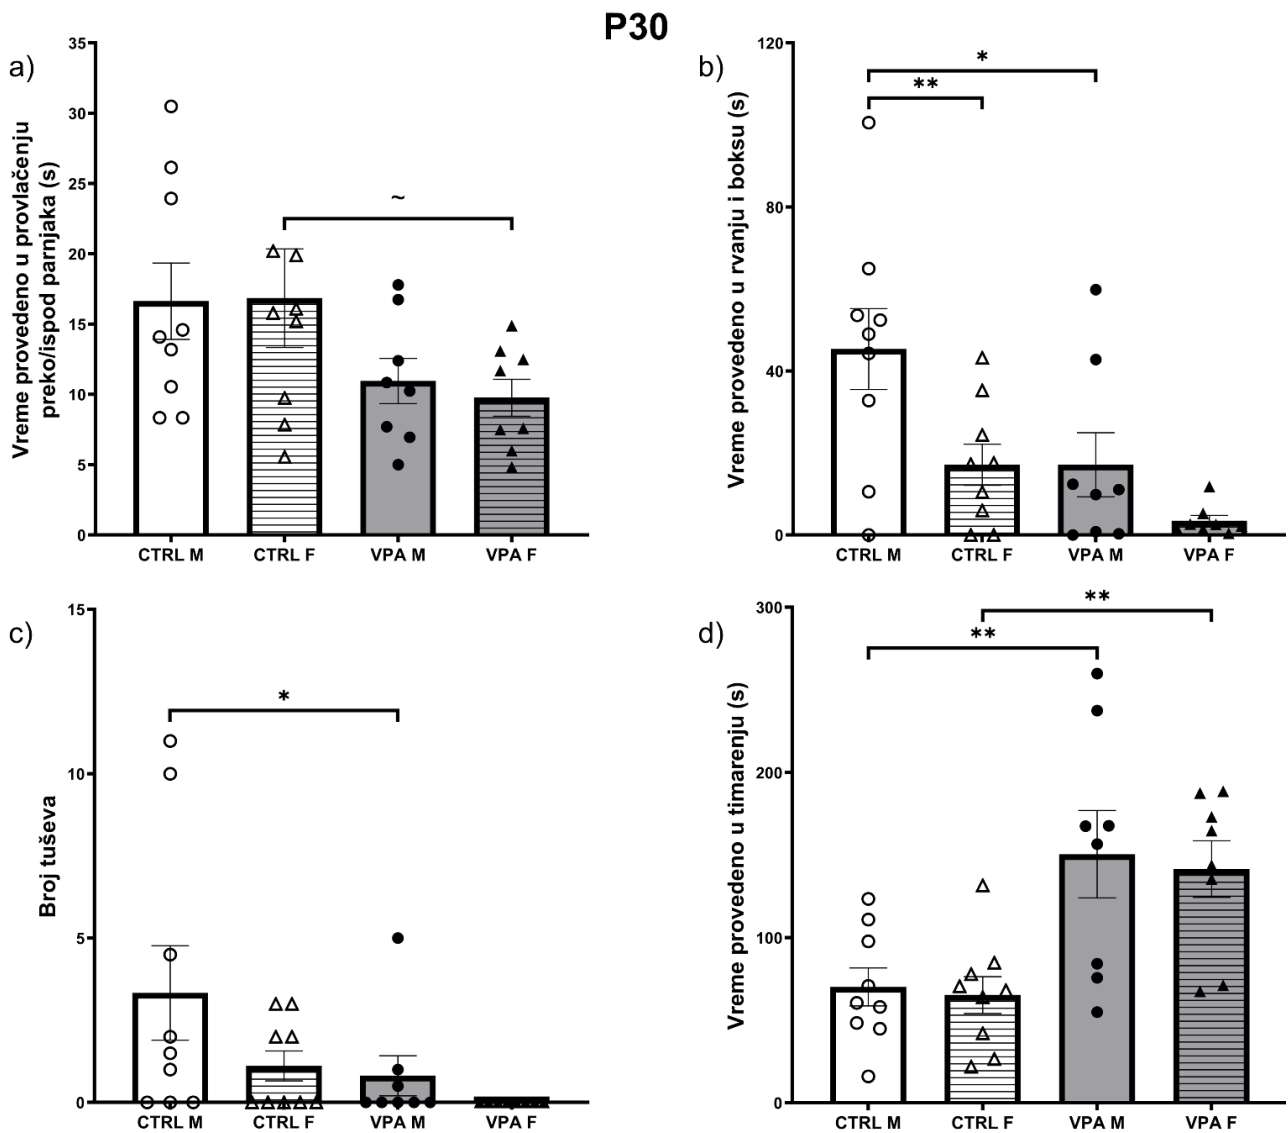 P30
a)
Vreme provedeno u provlačenju
preko/ispod parnjaka (s)
35
30
25
20
15
10
5
0
~
CTRL M
CTRL F
VPA M
VPA F
b)
Vreme provedeno u rvanju i boksu (s)
120
80
40
0
*
**
CTRL M
CTRL F
VPA M
VPA F
c)
Broj tuševa
15
10
5
0
*
CTRL M
CTRL F
VPA M
VPA F
d)
Vreme provedeno u timarenju (s)
300
200
100
0
**
**
CTRL M
CTRL F
VPA M
VPA F